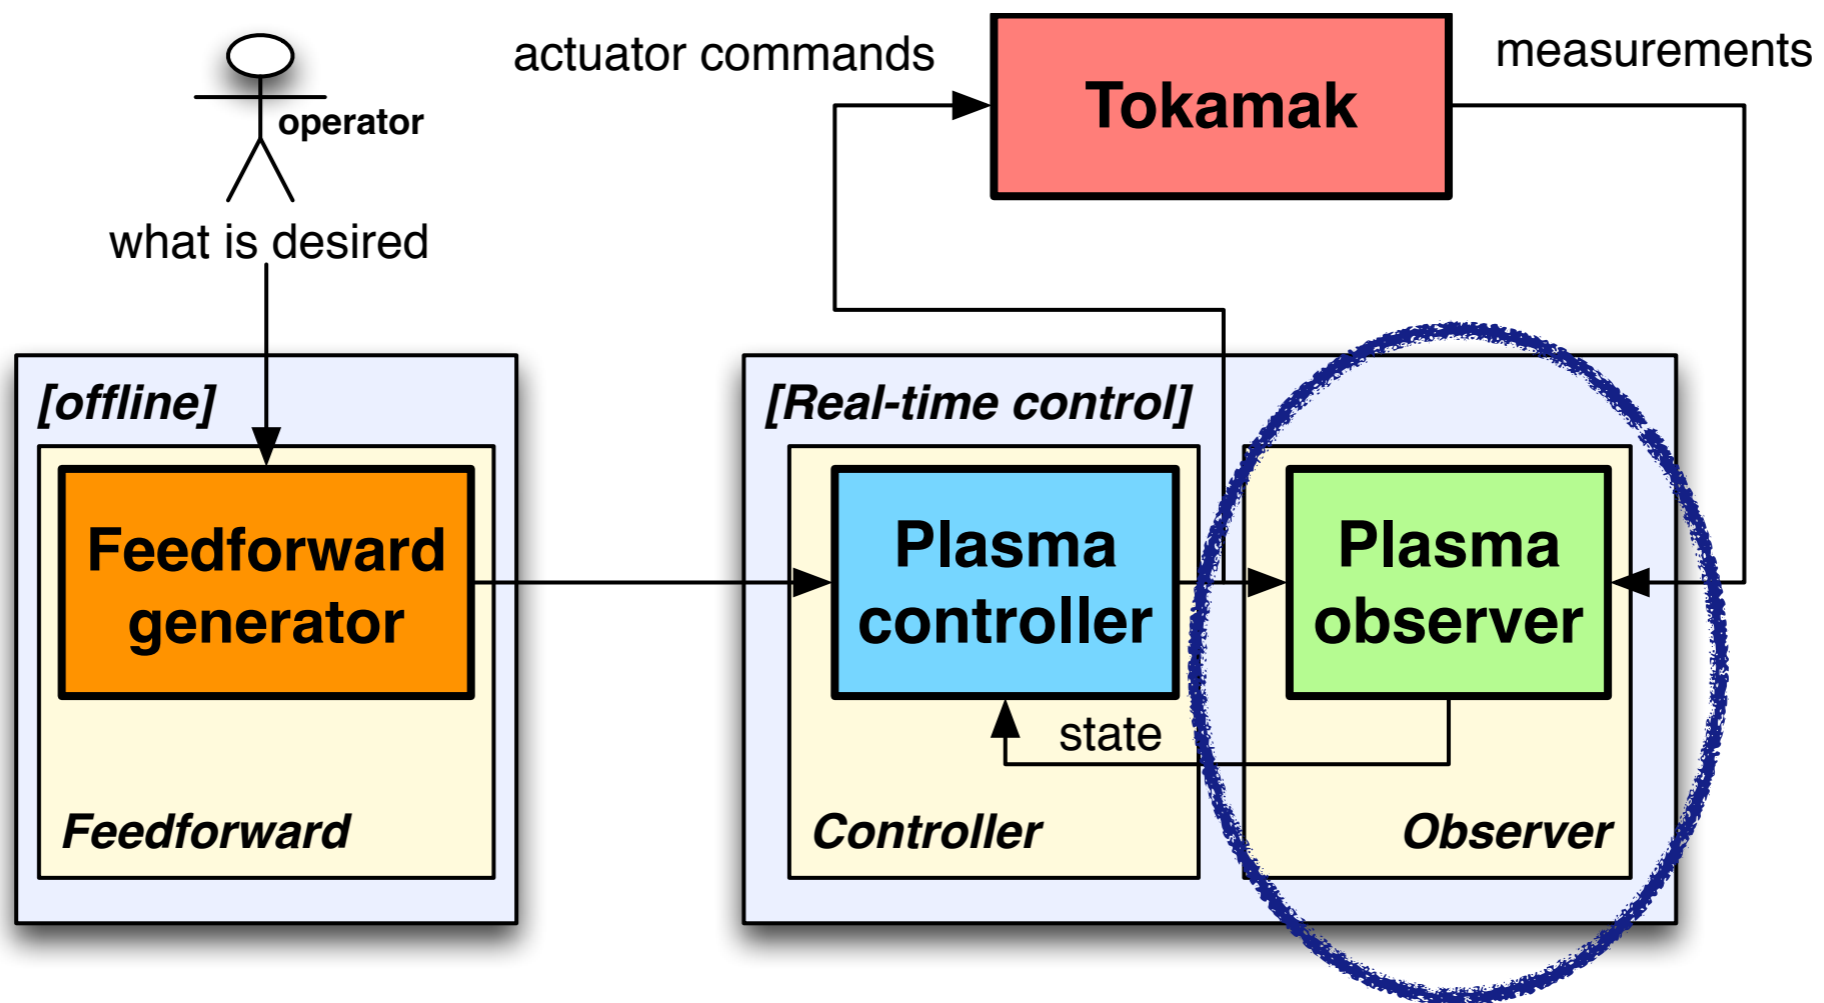 actuator commands
Tokamak
measurements
operator
what is desired
[offline]
Feedforward
generator
Feedforward
[Real-time control]
Plasma
controller
state
Controller
Plasma
observer
Observer